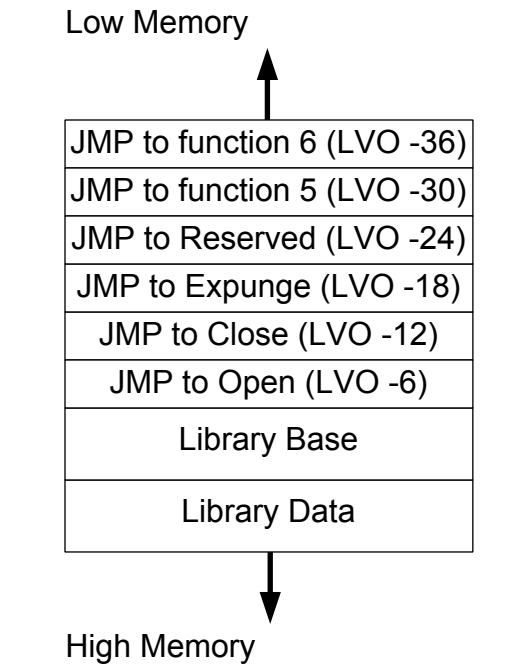 Low Memory
JMP to function 6 (LVO -36)
JMP to function 5 (LVO -30)
JMP to Reserved (LVO -24)
JMP to Expunge (LVO -18)
JMP to Close (LVO -12)
JMP to Open (LVO -6)
Library Base
Library Data
High Memory